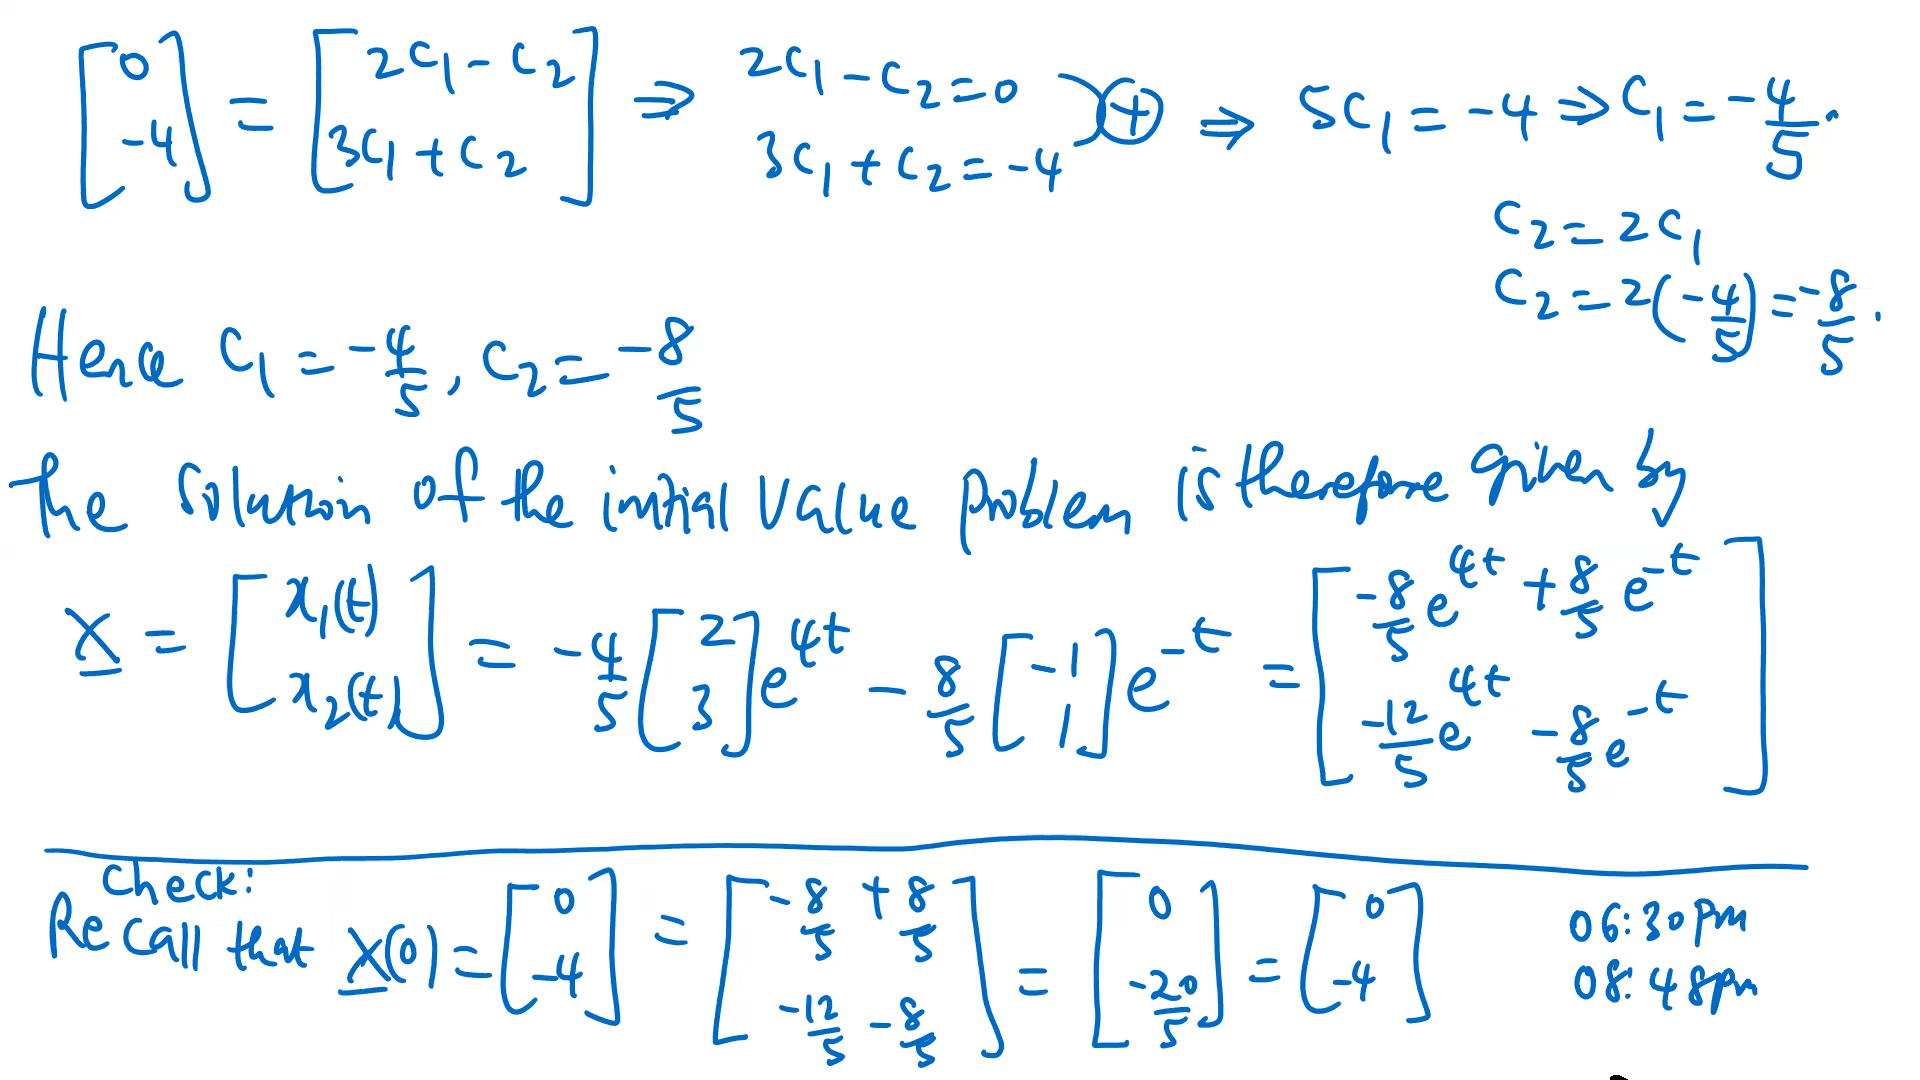 [0; -4] = [2C₁ - C₂; 3C₁ + C₂] ⇒ 2C₁ - C₂ = 0, 3C₁ + C₂ = -4 ⊕ ⇒ 5C₁ = -4 ⇒ C₁ = -4/5.
C₂ = 2C₁
C₂ = 2(-4/5) = -8/5.
Hence C₁ = -4/5, C₂ = -8/5
The solution of the initial value problem is therefore given by
X = [x₁(t); x₂(t)] = -4/5 [2; 3] e^{4t} - 8/5 [-1; 1] e^{-t} = [-8/5 e^{4t} + 8/5 e^{-t}; -12/5 e^{4t} - 8/5 e^{-t}]
Check:
Recall that X(0) = [0; -4] = [-8/5 + 8/5; -12/5 - 8/5] = [0; -20/5] = [0; -4]
06:30pm
08:48pm